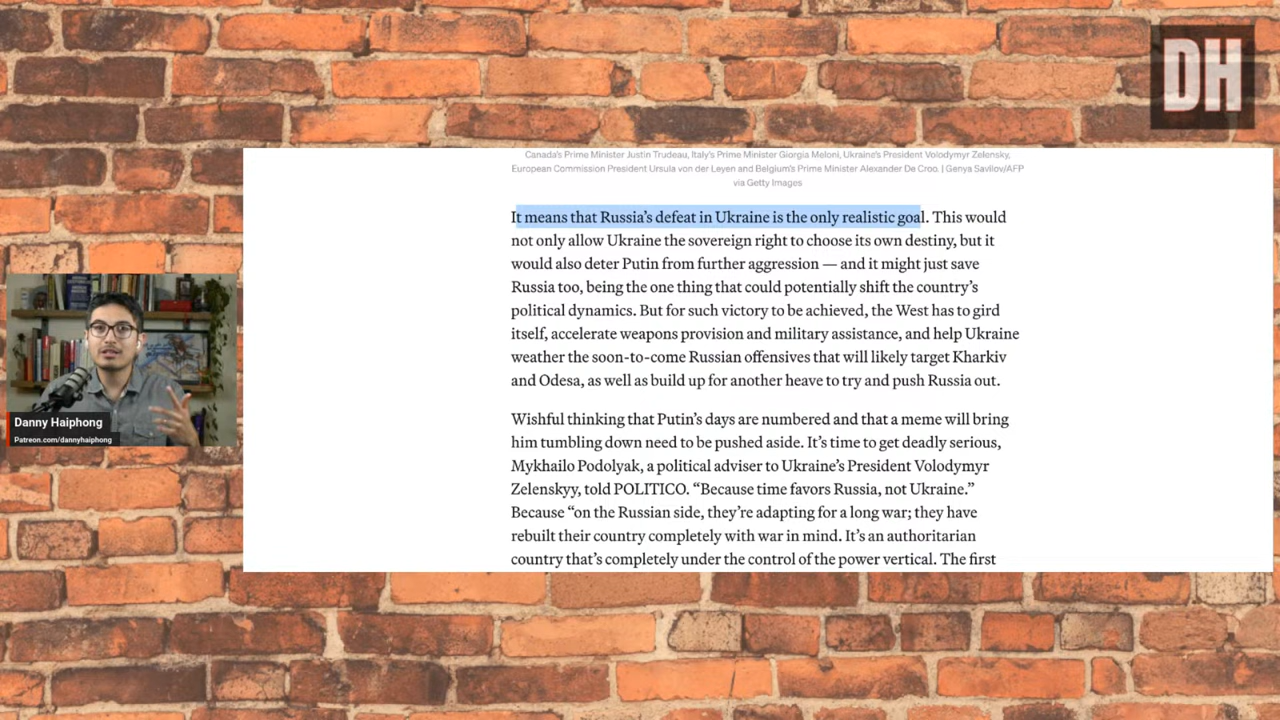 DH
Canada's Prime Minister Justin Trudeau, Italy's Prime Minister Giorgia Meloni, Ukraine's President Volodymyr Zelensky,
European Commission President Ursula von der Leyen and Belgium's Prime Minister Alexander De Croo. | Genya Savilov/AFP
via Getty Images
It means that Russia’s defeat in Ukraine is the only realistic goal. This would
not only allow Ukraine the sovereign right to choose its own destiny, but it
would also deter Putin from further aggression — and it might just save
Russia too, being the one thing that could potentially shift the country’s
political dynamics. But for such victory to be achieved, the West has to gird
itself, accelerate weapons provision and military assistance, and help Ukraine
weather the soon-to-come Russian offensives that will likely target Kharkiv
and Odesa, as well as build up for another heave to try and push Russia out.
Wishful thinking that Putin’s days are numbered and that a meme will bring
him tumbling down need to be pushed aside. It’s time to get deadly serious,
Mykhailo Podolyak, a political adviser to Ukraine’s President Volodymyr
Zelenskyy, told POLITICO. “Because time favors Russia, not Ukraine.”
Because “on the Russian side, they’re adapting for a long war; they have
rebuilt their country completely with war in mind. It’s an authoritarian
country that’s completely under the control of the power vertical. The first
Danny Haiphong
Patreon.com/dannyhaiphong